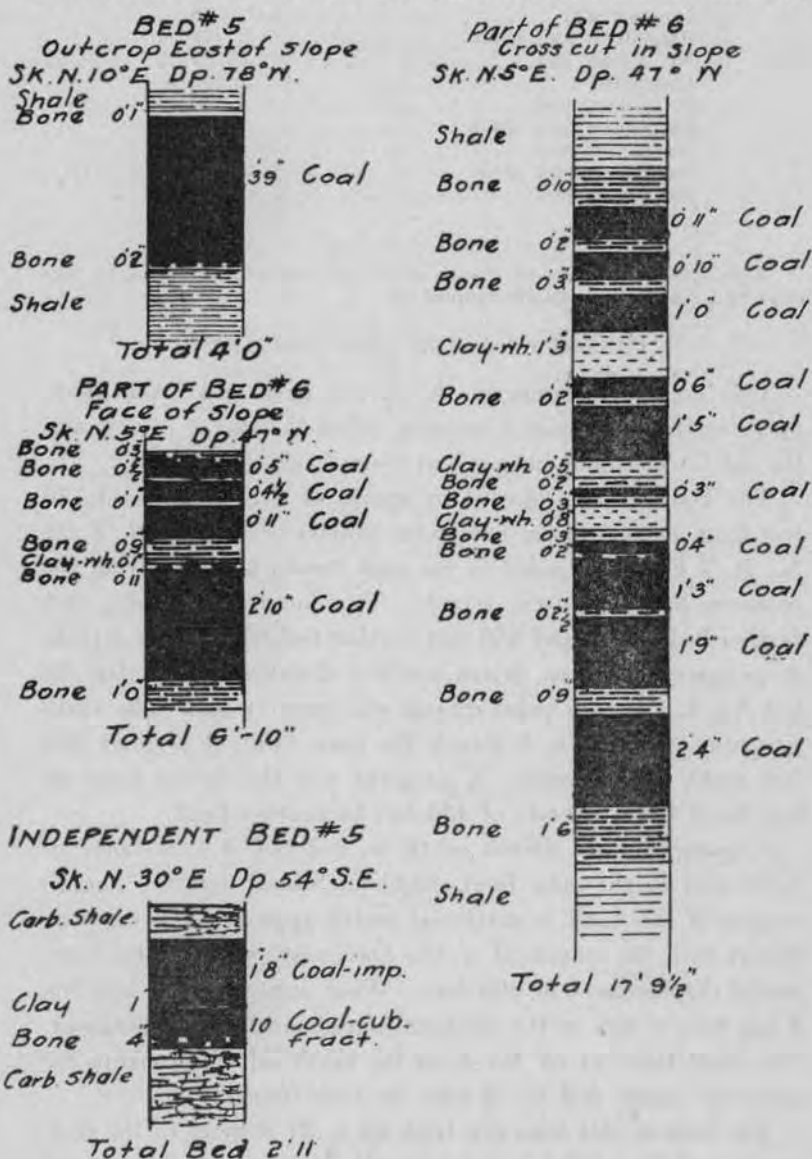 BED #5
Outcrop East of Slope
Sk. N. 10°E Dp. 78°N.
Shale
Bone 0'1"
3'9" Coal
Bone 0'2"
Shale
Total 4'0"
PART OF BED #6
Face of Slope
Sk. N. 5°E Dp. 47° N.
Bone 0'3"
Bone 0'½" 0'5" Coal
0'4½" Coal
Bone 0'1"
0'11" Coal
Bone 0'9"
Clay-wh. 0'1"
Bone 0'11"
2'10" Coal
Bone 1'0"
Total 6'-10"
INDEPENDENT BED #5
Sk. N. 30°E Dp 54° S.E.
Carb. Shale
1'8" Coal-imp.
Clay 1"
10 Coal-cub. fract.
Bone 4"
Carb. Shale
Total Bed 2'11
Part of BED #6
Cross cut in Slope
Sk. N. 5°E. Dp. 47° N
Shale
Bone 0'10"
0'11" Coal
Bone 0'2"
0'10" Coal
Bone 0'3"
1'0" Coal
Clay-wh. 1'3"
0'6" Coal
Bone 0'2"
1'5" Coal
Clay-wh 0'5"
Bone 0'2"
0'3" Coal
Bone 0'3"
Clay-wh. 0'8
Bone 0'3
0'4" Coal
Bone 0'2"
1'3" Coal
Bone 0'2½"
1'9" Coal
Bone 0'9"
2'4" Coal
Bone 1'6
Shale
Total 17'9½"